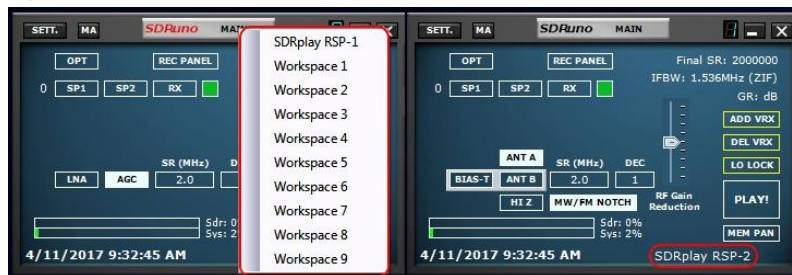 SETT. MA SDRuno MAIN
OPT REC PANEL
0 SP1 SP2 RX
SR (MHz)
LNA AGC 2.0
Sdr: 0
Sys: 2
4/11/2017 9:32:45 AM
SDRplay RSP-1
Workspace 1
Workspace 2
Workspace 3
Workspace 4
Workspace 5
Workspace 6
Workspace 7
Workspace 8
Workspace 9
SETT. MA SDRuno MAIN
OPT REC PANEL Final SR: 2000000
IFBW: 1.536MHz (ZIF)
0 SP1 SP2 RX GR: dB
ADD VRX
DEL VRX
ANT A SR (MHz) DEC LO LOCK
BIAS-T ANT B 2.0 1
HI Z MW/FM NOTCH RF Gain Reduction PLAY!
Sdr: 0%
Sys: 2% MEM PAN
4/11/2017 9:32:45 AM SDRplay RSP-2